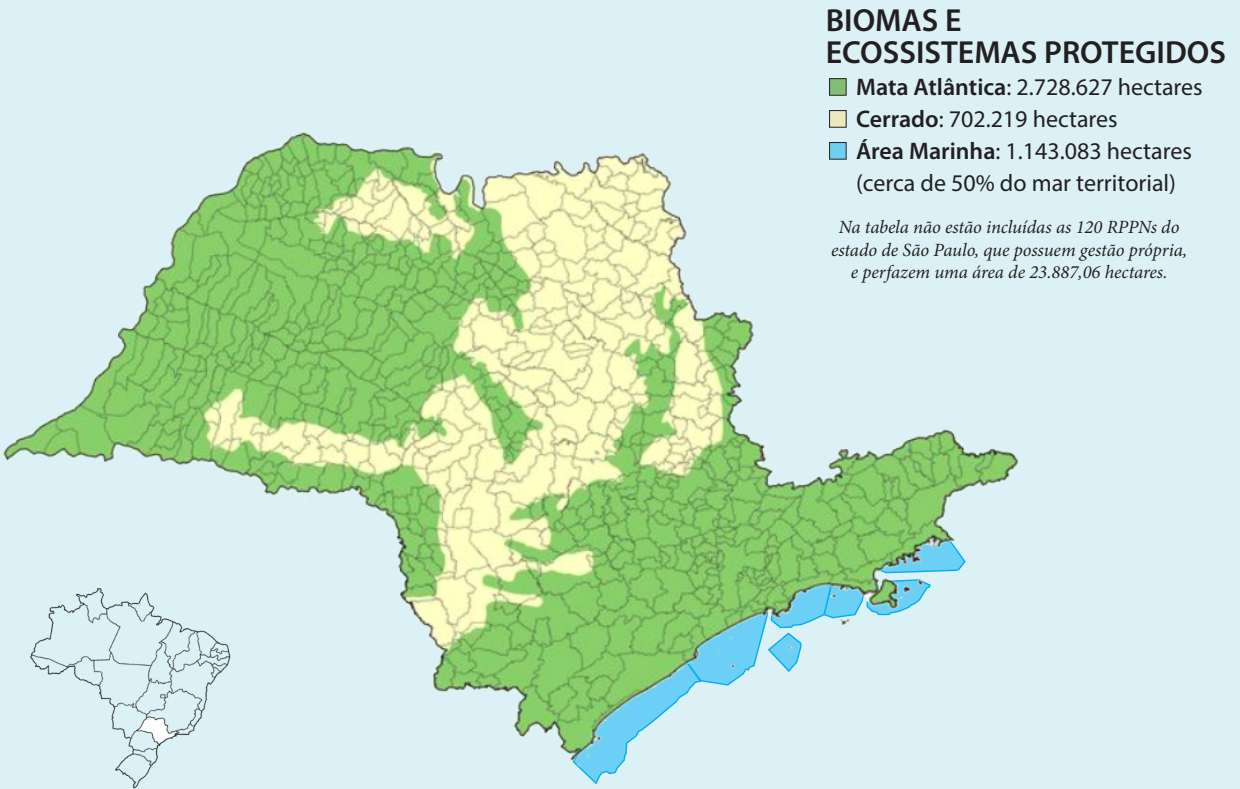 BIOMAS E
ECOSSISTEMAS PROTEGIDOS
Mata Atlântica: 2.728.627 hectares
Cerrado: 702.219 hectares
Área Marinha: 1.143.083 hectares
(cerca de 50% do mar territorial)
Na tabela não estão incluídas as 120 RPPNs do
estado de São Paulo, que possuem gestão própria,
e perfazem uma área de 23.887,06 hectares.